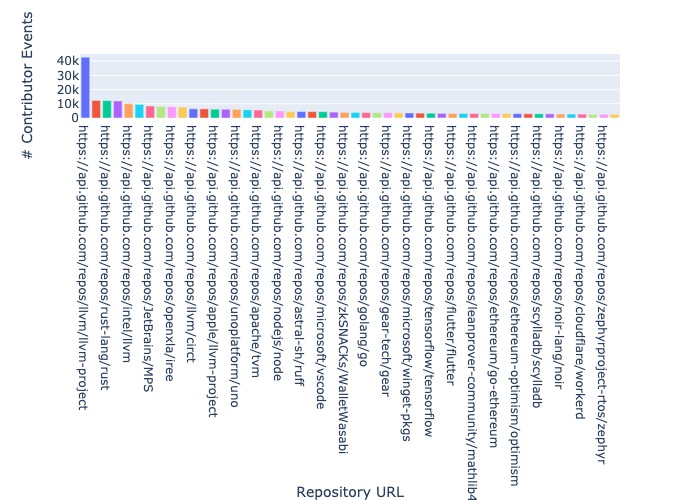 # Contributor Events
40k
30k
20k
10k
0
https://api.github.com/repos/llvm/llvm-project
https://api.github.com/repos/rust-lang/rust
https://api.github.com/repos/intel/llvm
https://api.github.com/repos/JetBrains/MPS
https://api.github.com/repos/openxla/iree
https://api.github.com/repos/llvm/circt
https://api.github.com/repos/apple/llvm-project
https://api.github.com/repos/unoplatform/uno
https://api.github.com/repos/apache/tvm
https://api.github.com/repos/nodejs/node
https://api.github.com/repos/astral-sh/ruff
https://api.github.com/repos/microsoft/vscode
https://api.github.com/repos/zkSNACKs/WalletWasabi
https://api.github.com/repos/golang/go
https://api.github.com/repos/gear-tech/gear
https://api.github.com/repos/microsoft/winget-pkgs
https://api.github.com/repos/tensorflow/tensorflow
https://api.github.com/repos/flutter/flutter
https://api.github.com/repos/leanprover-community/mathlib4
https://api.github.com/repos/ethereum/go-ethereum
https://api.github.com/repos/ethereum-optimism/optimism
https://api.github.com/repos/scylladb/scylladb
https://api.github.com/repos/noir-lang/noir
https://api.github.com/repos/cloudflare/workerd
https://api.github.com/repos/zephyrproject-rtos/zephyr
Repository URL